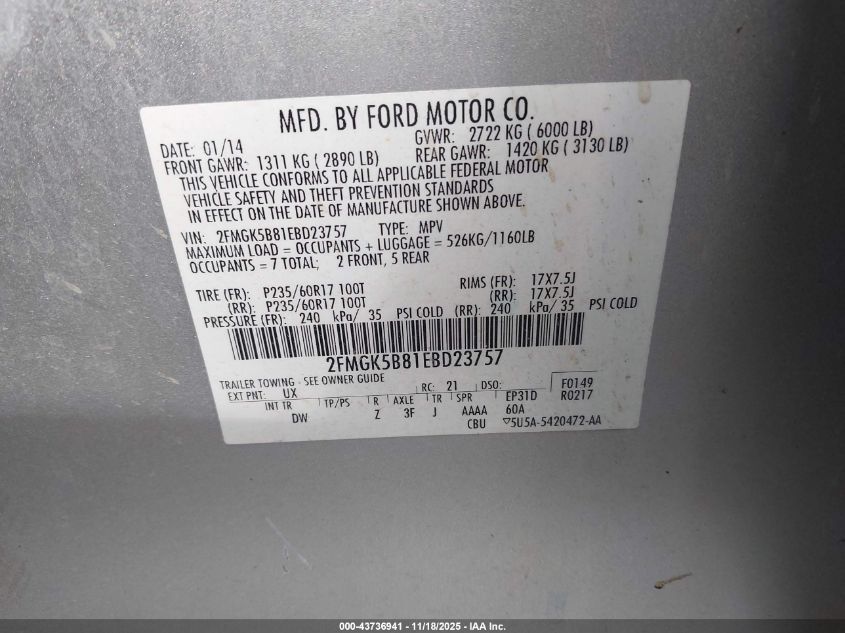 MFD. BY FORD MOTOR CO.
DATE: 01/14 GVWR: 2722 KG ( 6000 LB)
FRONT GAWR: 1311 KG ( 2890 LB) REAR GAWR: 1420 KG ( 3130 LB)
THIS VEHICLE CONFORMS TO ALL APPLICABLE FEDERAL MOTOR
VEHICLE SAFETY AND THEFT PREVENTION STANDARDS
IN EFFECT ON THE DATE OF MANUFACTURE SHOWN ABOVE.
VIN: 2FMGK5B81EBD23757 TYPE: MPV
MAXIMUM LOAD = OCCUPANTS + LUGGAGE = 526KG/1160LB
OCCUPANTS = 7 TOTAL; 2 FRONT, 5 REAR
TIRE (FR): P235/60R17 100T RIMS (FR): 17X7.5J
(RR): P235/60R17 100T (RR): 17X7.5J
PRESSURE (FR): 240 kPa/ 35 PSI COLD (RR): 240 kPa/ 35 PSI COLD
2FMGK5B81EBD23757
TRAILER TOWING - SEE OWNER GUIDE
EXT PNT: UX RC: 21 DSO: F0149
INT TR TP/PS R AXLE TR SPR EP31D R0217
DW Z 3F J AAAA 60A
CBU ▽5U5A-5420472-AA
000-43736941 - 11/18/2025 - IAA Inc.